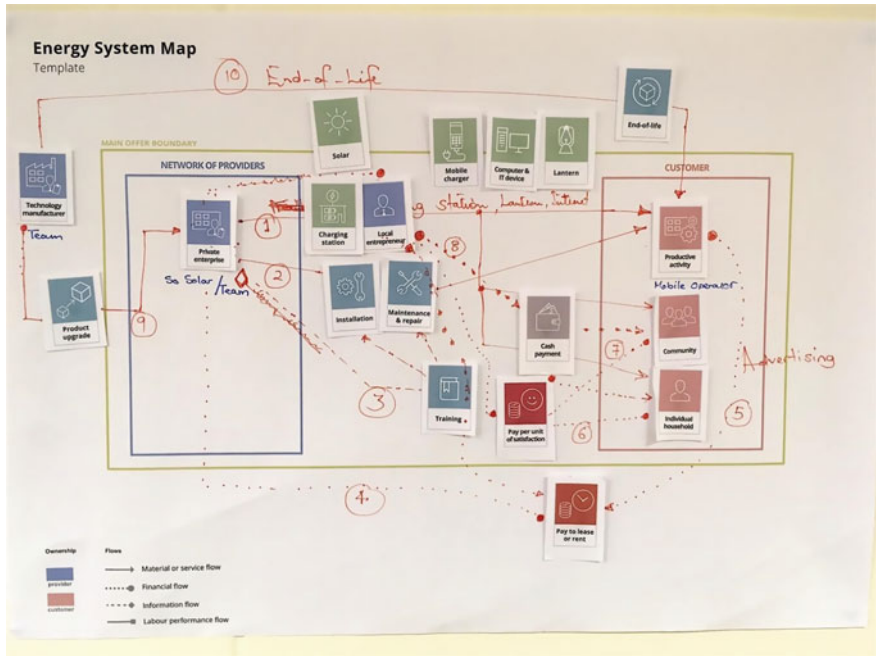 Energy System Map
Template
10 End-of-Life
End-of-life
Solar
Mobile
charger
Computer &
IT device
Lantern
MAIN OFFER BOUNDARY
NETWORK OF PROVIDERS
CUSTOMER
Technology
manufacturer
Team
Private
enterprise
So Solar
/Team
1
Charging
station
Local
entrepreneur
station, Lantern, Internet
Productive
activity
Mobile Operator
2
8
Installation
Maintenance
& repair
Product
upgrade
9
Cash
payment
7
Community
Advertising
3
Training
Pay per unit
of satisfaction
6
Individual
household
5
4
Pay to lease
or rent
Ownership
provider
customer
Flows
Material or service flow
Financial flow
Information flow
Labour performance flow